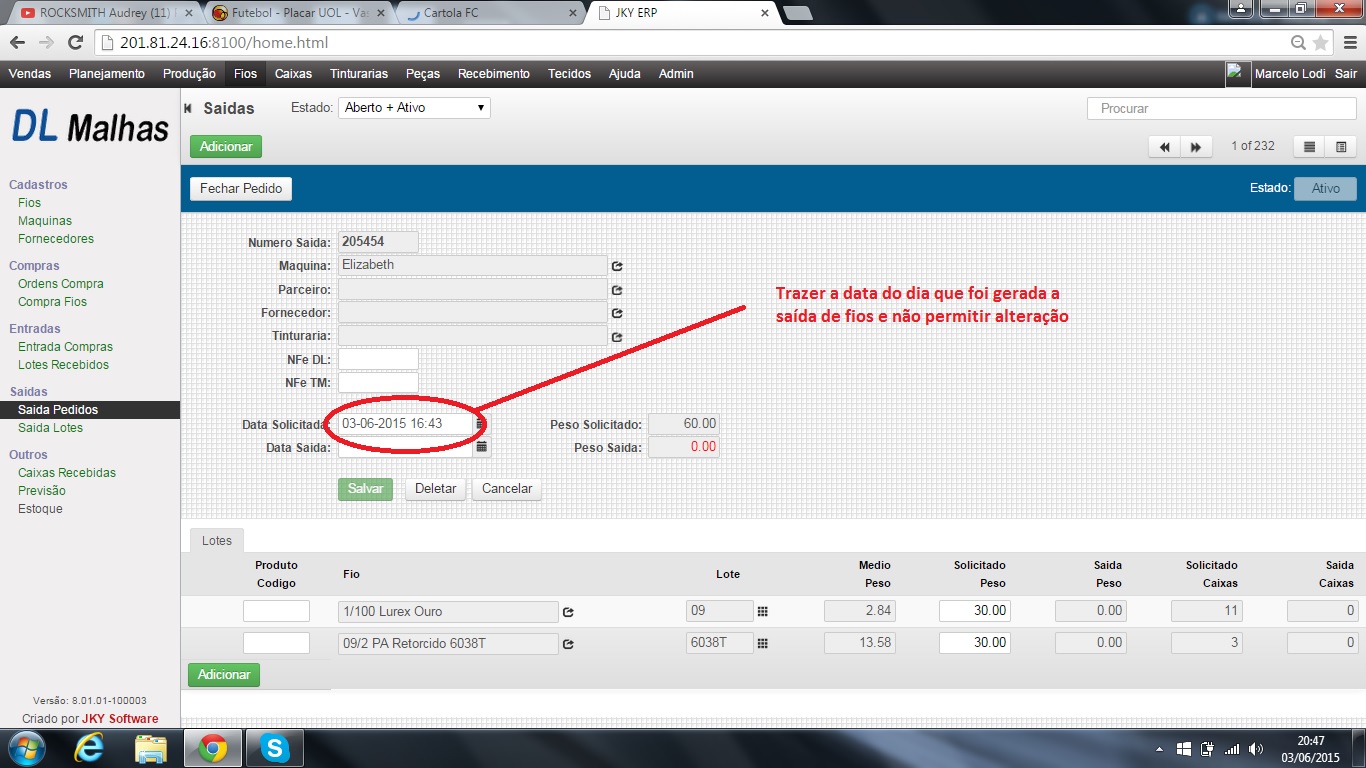 ROCKSMITH Audrey (11)
Futebol - Placar UOL - Vas
Cartola FC
JKY ERP
201.81.24.16:8100/home.html
Vendas Planejamento Produção Fios Caixas Tinturarias Peças Recebimento Tecidos Ajuda Admin Marcelo Lodi Sair
DL Malhas
Saidas Estado: Aberto + Ativo Procurar
Adicionar 1 of 232
Fechar Pedido Estado: Ativo
Cadastros
Fios
Maquinas
Fornecedores
Compras
Ordens Compra
Compra Fios
Entradas
Entrada Compras
Lotes Recebidos
Saidas
Saida Pedidos
Saida Lotes
Outros
Caixas Recebidas
Previsão
Estoque
Versão: 8.01.01-100003
Criado por JKY Software
Numero Saida: 205454
Maquina: Elizabeth
Parceiro:
Fornecedor:
Tinturaria:
NFe DL:
NFe TM:
Trazer a data do dia que foi gerada a
saída de fios e não permitir alteração
Data Solicitada: 03-06-2015 16:43 Peso Solicitado: 60.00
Data Saida: Peso Saida: 0.00
Salvar Deletar Cancelar
Lotes
Produto Medio Solicitado Saida Solicitado Saida
Codigo Fio Lote Peso Peso Peso Caixas Caixas
1/100 Lurex Ouro 09 2.84 30.00 0.00 11 0
09/2 PA Retorcido 6038T 6038T 13.58 30.00 0.00 3 0
Adicionar
20:47
03/06/2015